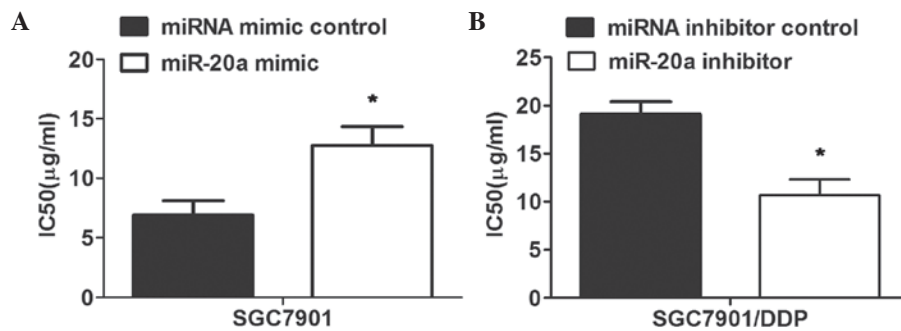 A
miRNA mimic control
miR-20a mimic
20
15
10
5
0
IC50(μg/ml)
*
SGC7901
B
miRNA inhibitor control
miR-20a inhibitor
25
20
15
10
5
0
IC50(μg/ml)
*
SGC7901/DDP